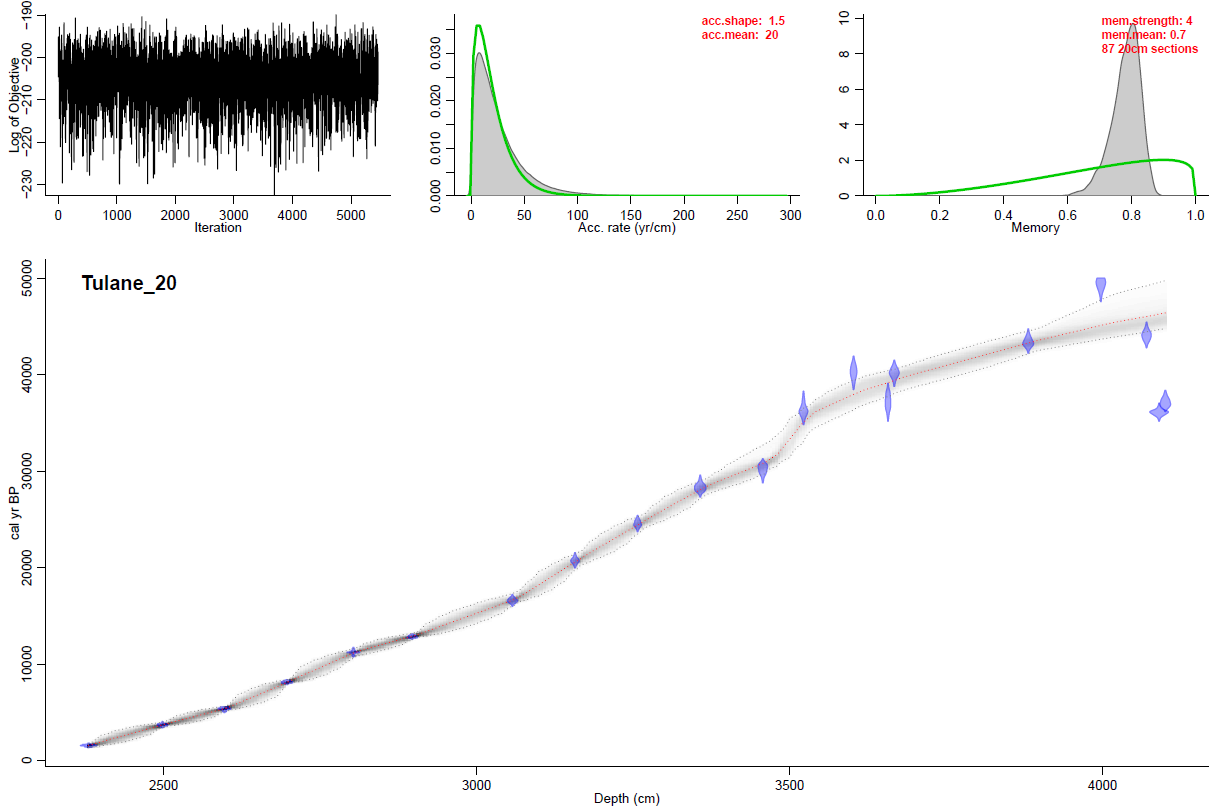 Log of Objective
−230 −220 −210 −200 −190
0 1000 2000 3000 4000 5000
Iteration
acc.shape: 1.5
acc.mean: 20
0.000 0.010 0.020 0.030
0 50 100 150 200 250 300
Acc. rate (yr/cm)
mem.strength: 4
mem.mean: 0.7
87 20cm sections
0 2 4 6 8 10
0.0 0.2 0.4 0.6 0.8 1.0
Memory
Tulane_20
cal yr BP
0 10000 20000 30000 40000 50000
2500 3000 3500 4000
Depth (cm)